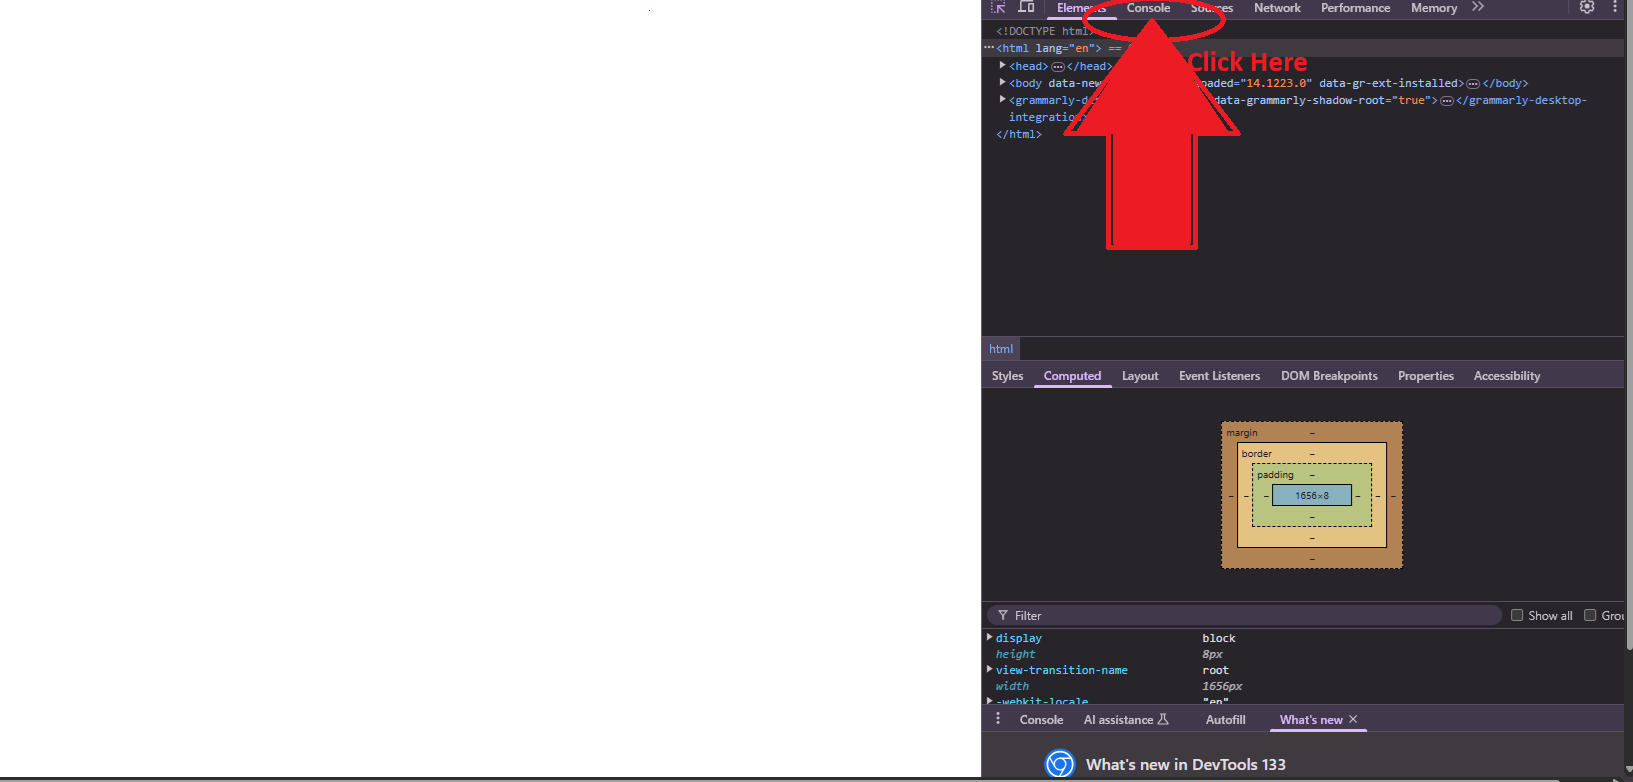 Elements Console Sources Network Performance Memory
<!DOCTYPE html>
<html lang="en"> ==
Click Here
<head> </head>
<body data-new oaded="14.1223.0" data-gr-ext-installed> </body>
<grammarly-d data-grammarly-shadow-root="true"> </grammarly-desktop-
integration>
</html>
html
Styles Computed Layout Event Listeners DOM Breakpoints Properties Accessibility
margin –
border –
padding –
– – – 1656×8 – – –
–
–
–
Filter Show all Grou
display block
height 8px
view-transition-name root
width 1656px
-webkit-locale "en"
Console AI assistance Autofill What's new
What's new in DevTools 133